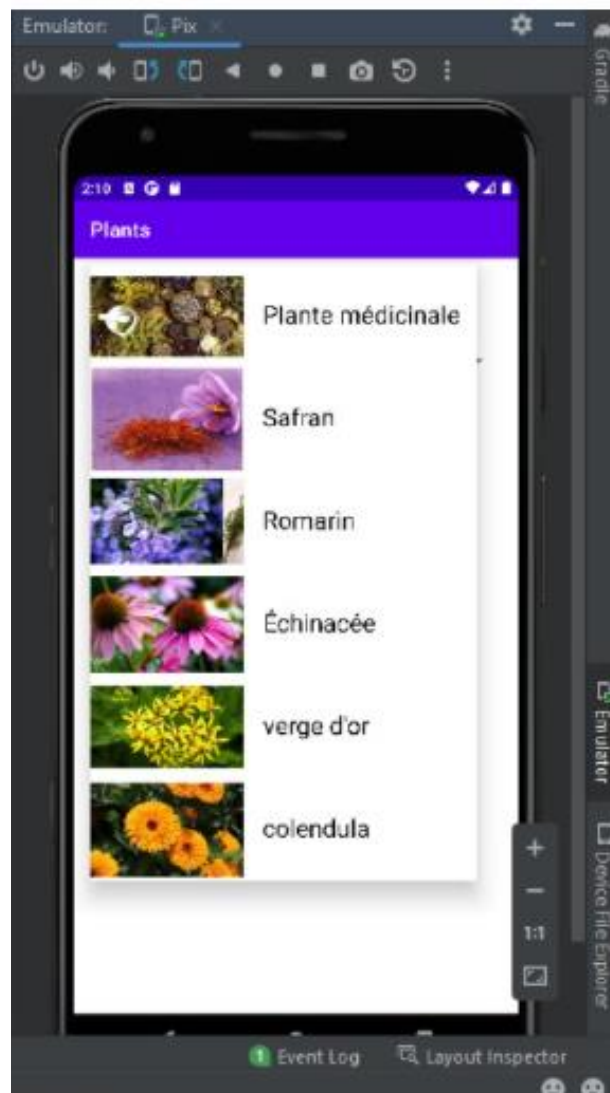 Emulator: Pix
Gradle
2:10
Plants
Plante médicinale
Safran
Romarin
Échinacée
verge d'or
colendula
1:1
Emulator
Device File Explorer
1 Event Log Layout Inspector